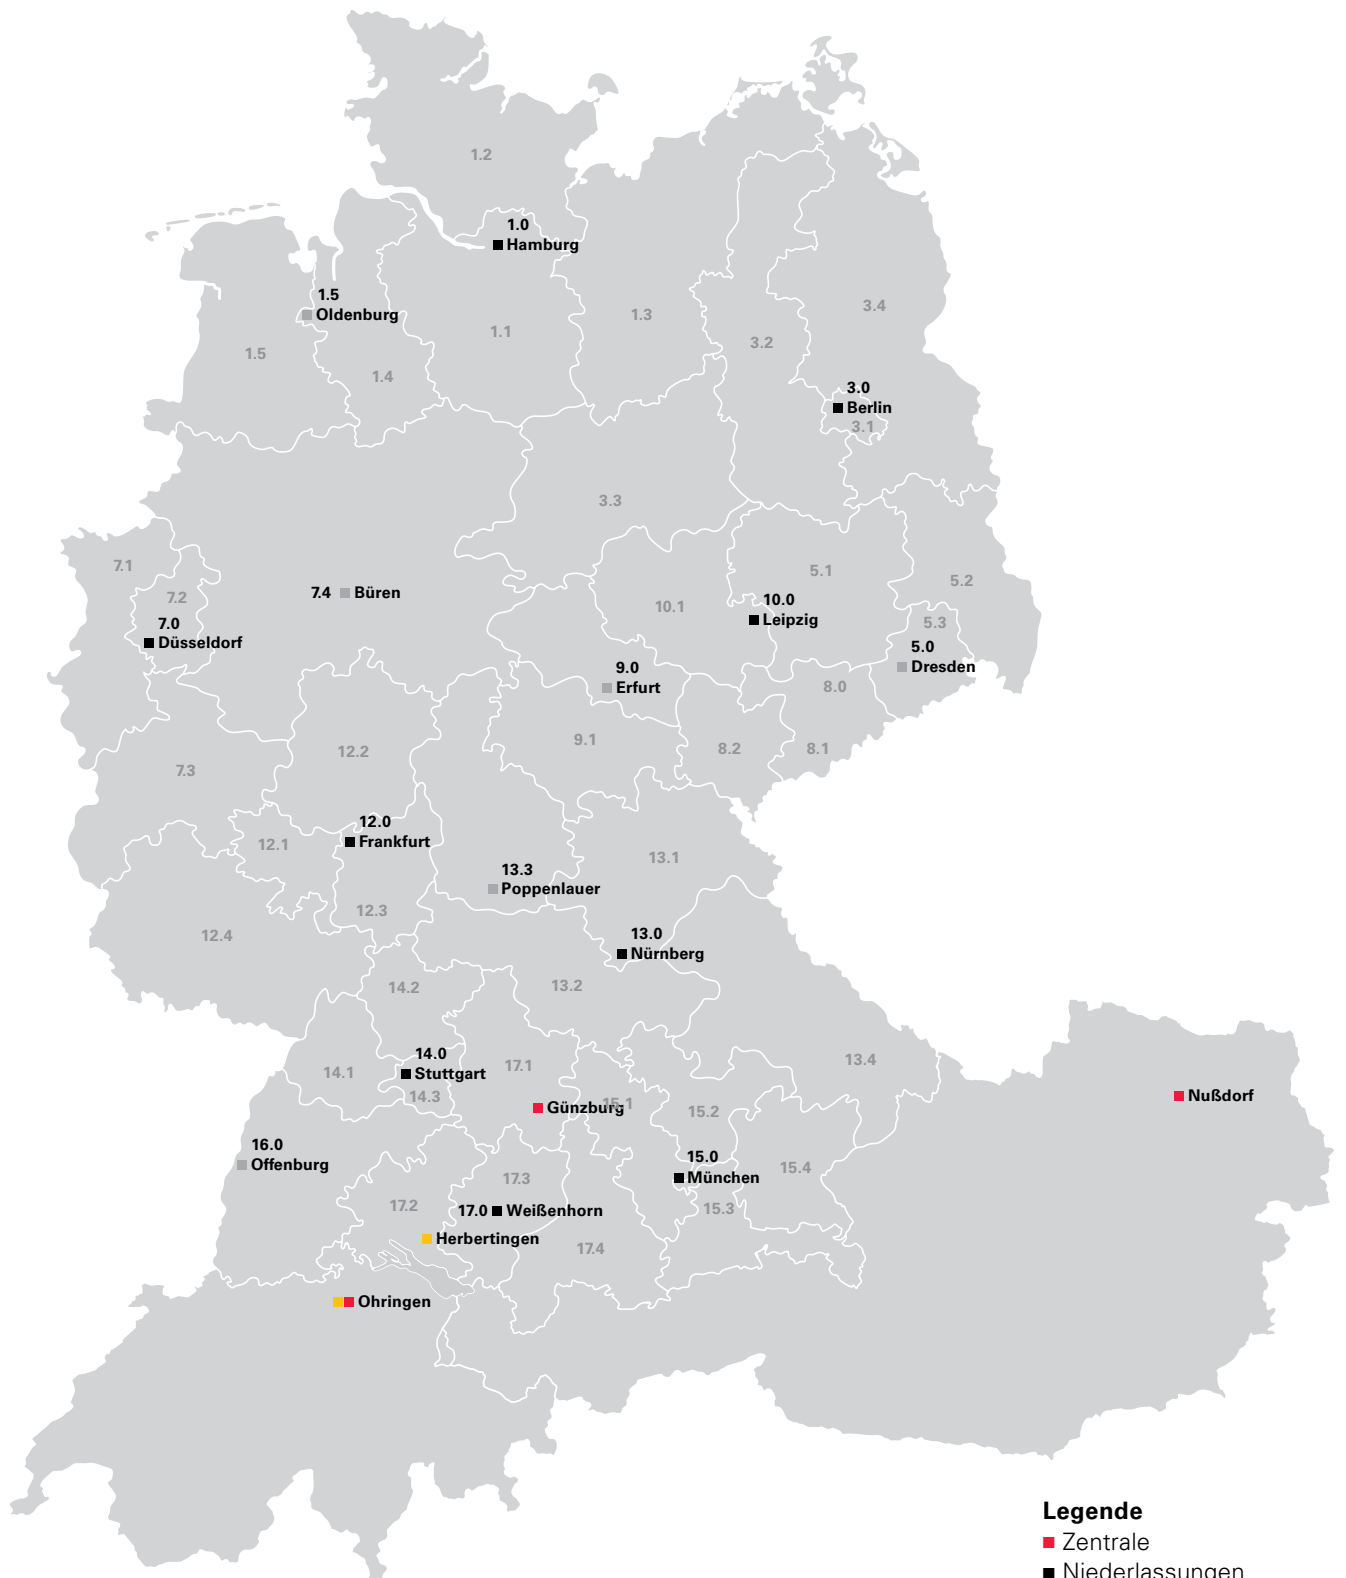 1.2
1.0
Hamburg
1.5
Oldenburg
1.1
1.3
3.4
3.2
1.5
1.4
3.0
Berlin
3.1
3.3
7.1
7.2
7.4 Büren
5.1
5.2
10.1
10.0
Leipzig
7.0
Düsseldorf
5.3
5.0
Dresden
9.0
Erfurt
8.0
9.1
8.2
8.1
12.2
7.3
12.0
Frankfurt
12.1
13.3
Poppenlauer
13.1
12.3
12.4
13.0
Nürnberg
14.2
13.2
14.0
Stuttgart
14.1
14.3
17.1
13.4
Günzburg
15.1
15.2
Nußdorf
16.0
Offenburg
15.0
München
15.4
17.3
17.2
17.0 Weißenhorn
15.3
Herbertingen
17.4
Ohringen
Legende
Zentrale
Niederlassungen